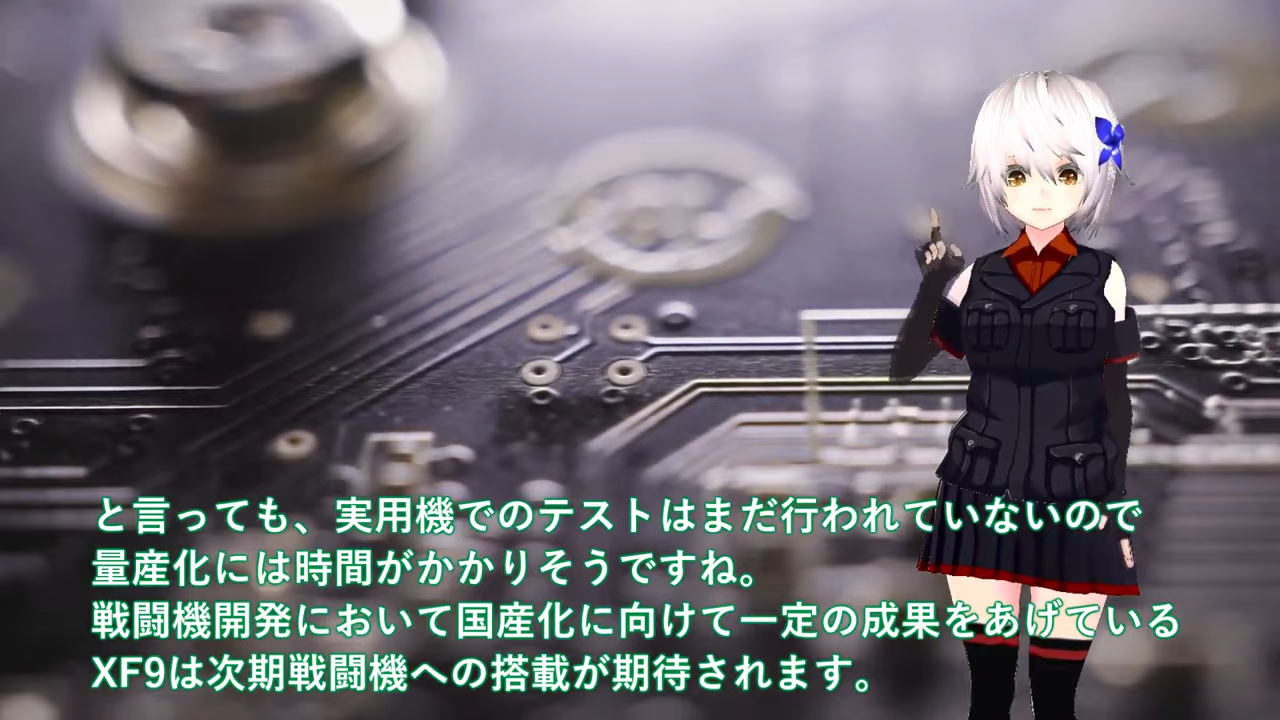 と言っても、実用機でのテストはまだ行われていないので
量産化には時間がかかりそうですね。
戦闘機開発において国産化に向けて一定の成果をあげている
XF9は次期戦闘機への搭載が期待されます。